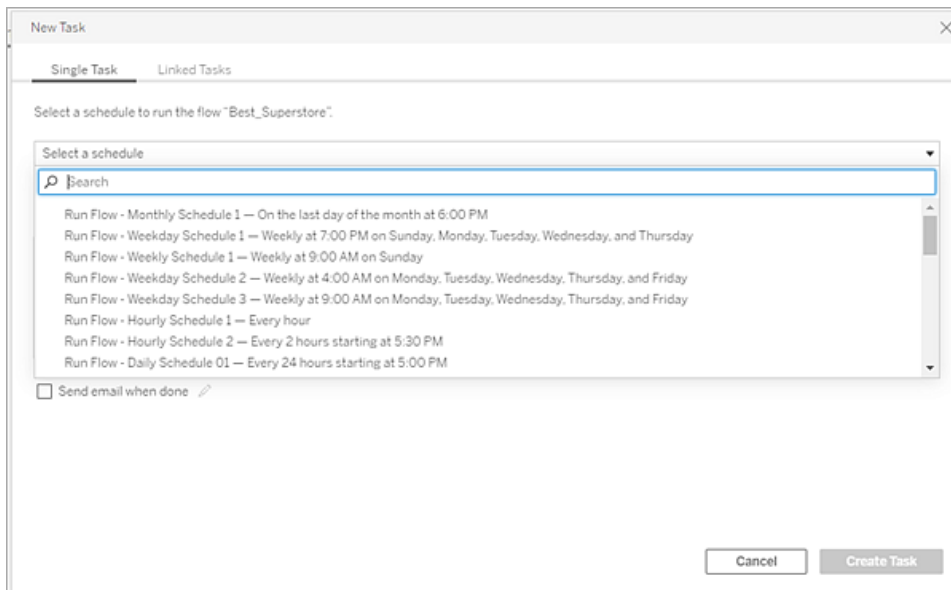 New Task
Single Task Linked Tasks
Select a schedule to run the flow "Best_Superstore".
Select a schedule
Search
Run Flow - Monthly Schedule 1 — On the last day of the month at 6:00 PM
Run Flow - Weekday Schedule 1 — Weekly at 7:00 PM on Sunday, Monday, Tuesday, Wednesday, and Thursday
Run Flow - Weekly Schedule 1 — Weekly at 9:00 AM on Sunday
Run Flow - Weekday Schedule 2 — Weekly at 4:00 AM on Monday, Tuesday, Wednesday, Thursday, and Friday
Run Flow - Weekday Schedule 3 — Weekly at 9:00 AM on Monday, Tuesday, Wednesday, Thursday, and Friday
Run Flow - Hourly Schedule 1 — Every hour
Run Flow - Hourly Schedule 2 — Every 2 hours starting at 5:30 PM
Run Flow - Daily Schedule 01 — Every 24 hours starting at 5:00 PM
Send email when done
Cancel Create Task